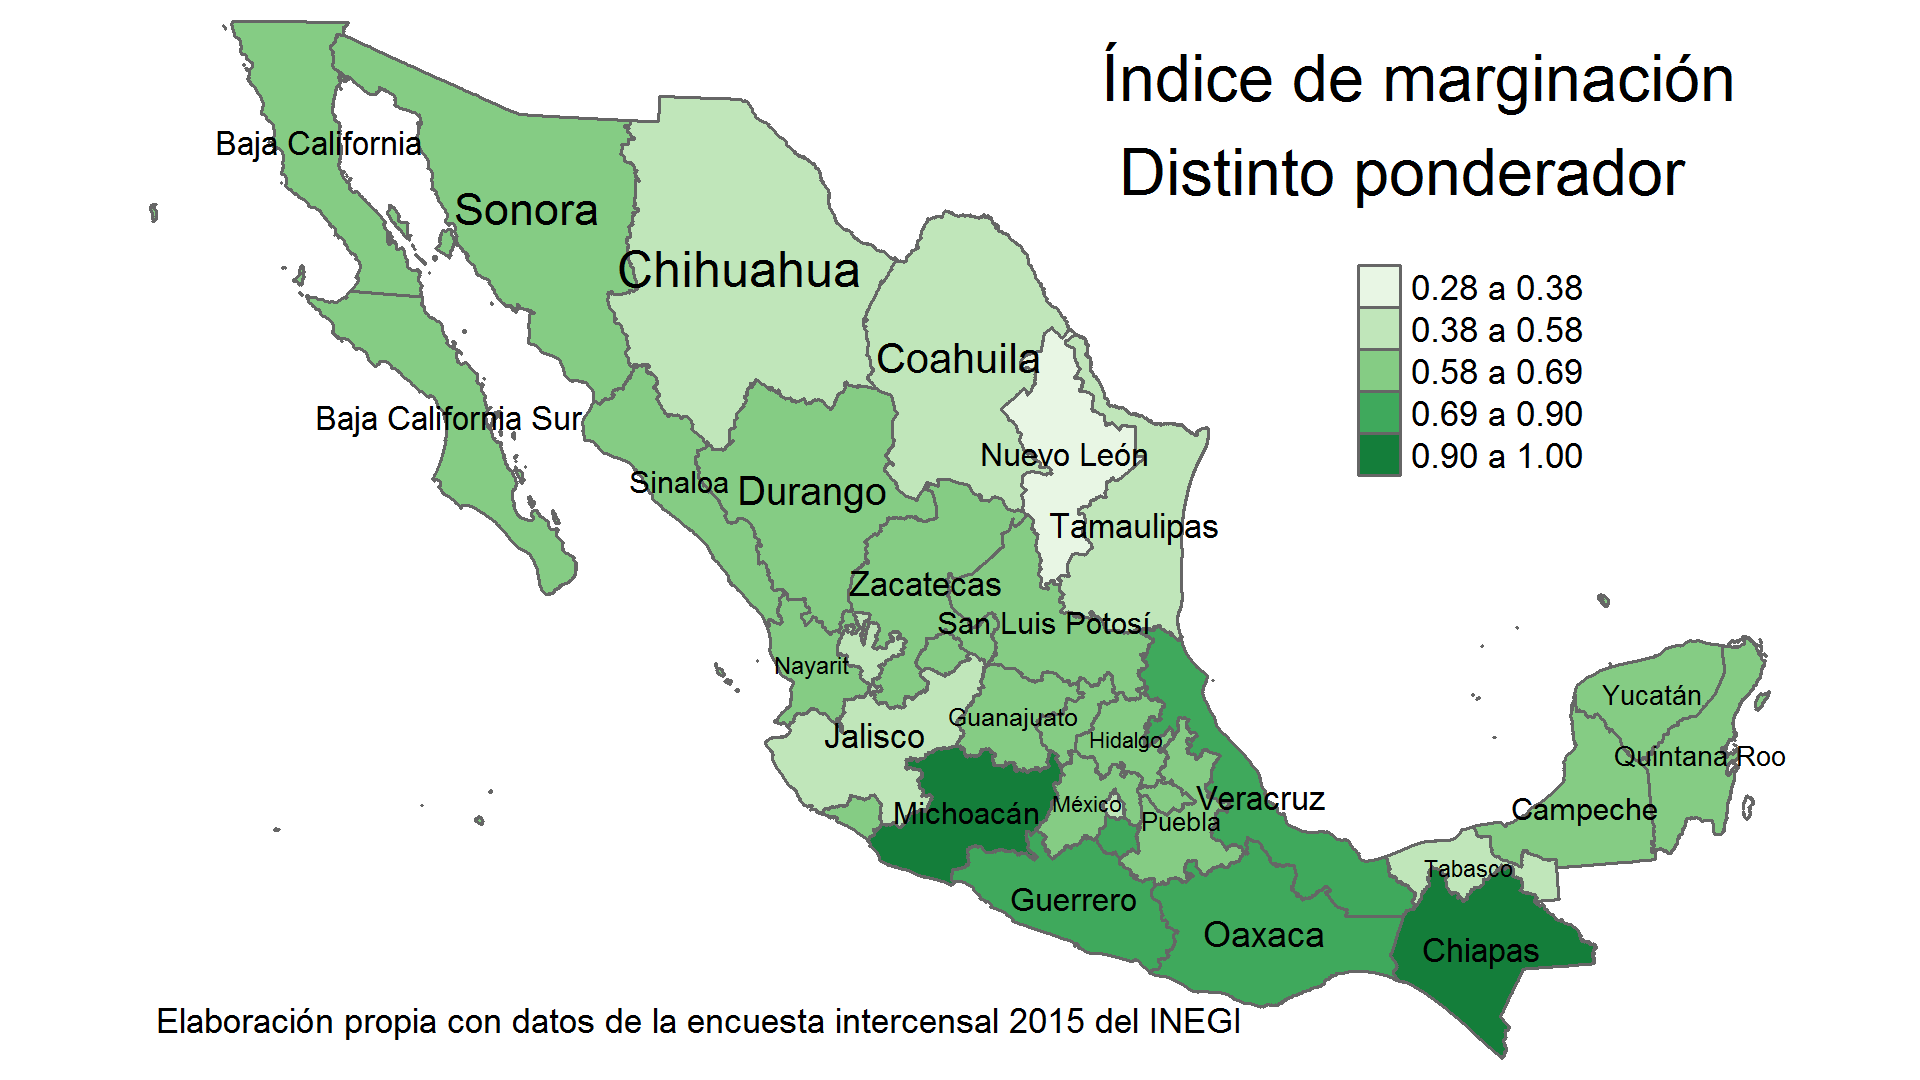 Índice de marginación
Distinto ponderador
Baja California
Sonora
Chihuahua
0.28 a 0.38
0.38 a 0.58
0.58 a 0.69
0.69 a 0.90
0.90 a 1.00
Coahuila
Baja California Sur
Nuevo León
Sinaloa
Durango
Tamaulipas
Zacatecas
San Luis Potosí
Nayarit
Yucatán
Guanajuato
Jalisco
Hidalgo
Quintana Roo
Michoacán
México
Veracruz
Puebla
Campeche
Tabasco
Guerrero
Oaxaca
Chiapas
Elaboración propia con datos de la encuesta intercensal 2015 del INEGI